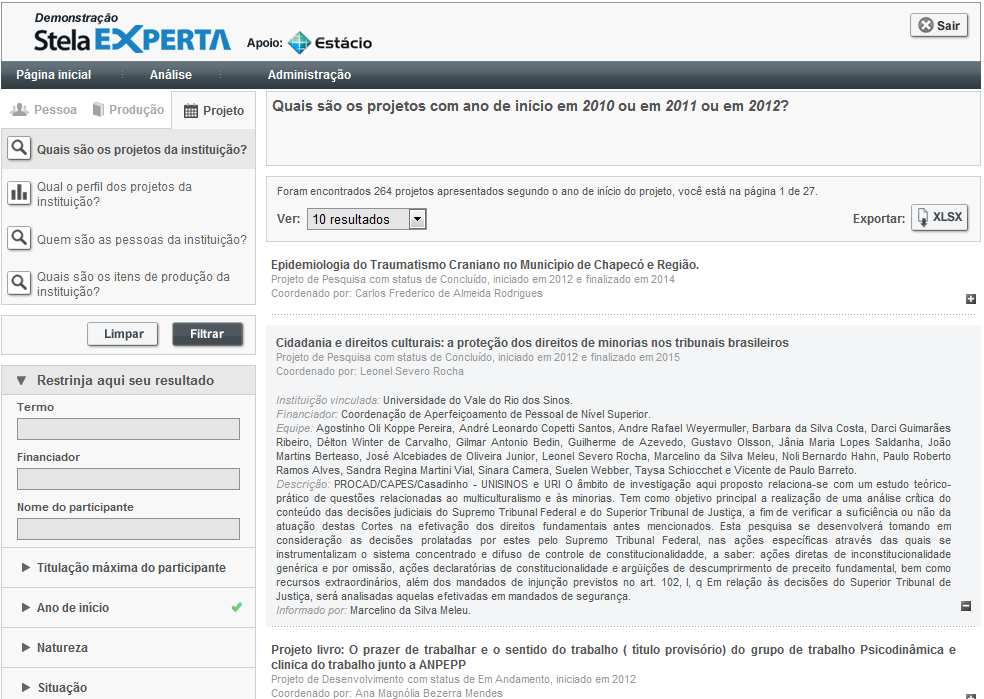 Demonstração
Stela EXPERTA
Apoio: Estácio
Sair
Página inicial
Análise
Administração
Pessoa
Produção
Projeto
Quais são os projetos da instituição?
Qual o perfil dos projetos da
instituição?
Quem são as pessoas da instituição?
Quais são os itens de produção da
instituição?
Limpar
Filtrar
Restrinja aqui seu resultado
Termo
Financiador
Nome do participante
Titulação máxima do participante
Ano de início
Natureza
Situação
Quais são os projetos com ano de início em 2010 ou em 2011 ou em 2012?
Foram encontrados 264 projetos apresentados segundo o ano de início do projeto, você está na página 1 de 27.
Ver: 10 resultados
Exportar: XLSX
Epidemiologia do Traumatismo Craniano no Município de Chapecó e Região.
Projeto de Pesquisa com status de Concluído, iniciado em 2012 e finalizado em 2014
Coordenado por: Carlos Frederico de Almeida Rodrigues
Cidadania e direitos culturais: a proteção dos direitos de minorias nos tribunais brasileiros
Projeto de Pesquisa com status de Concluído, iniciado em 2012 e finalizado em 2015
Coordenado por: Leonel Severo Rocha
Instituição vinculada: Universidade do Vale do Rio dos Sinos.
Financiador: Coordenação de Aperfeiçoamento de Pessoal de Nível Superior.
Equipe: Agostinho Oli Koppe Pereira, André Leonardo Copetti Santos, Andre Rafael Weyermuller, Barbara da Silva Costa, Darci Guimarães
Ribeiro, Délton Winter de Carvalho, Gilmar Antonio Bedin, Guilherme de Azevedo, Gustavo Olsson, Jânia Maria Lopes Saldanha, João
Martins Berteaso, José Alcebiades de Oliveira Junior, Leonel Severo Rocha, Marcelino da Silva Meleu, Noli Bernardo Hahn, Paulo Roberto
Ramos Alves, Sandra Regina Martini Vial, Sinara Camera, Suelen Webber, Taysa Schiocchet e Vicente de Paulo Barreto.
Descrição: PROCAD/CAPES/Casadinho - UNISINOS e URI O âmbito de investigação aqui proposto relaciona-se com um estudo teórico-
prático de questões relacionadas ao multiculturalismo e às minorias. Tem como objetivo principal a realização de uma análise crítica do
conteúdo das decisões judiciais do Supremo Tribunal Federal e do Superior Tribunal de Justiça, a fim de verificar a suficiência ou não da
atuação destas Cortes na efetivação dos direitos fundamentais antes mencionados. Esta pesquisa se desenvolverá tomando em
consideração as decisões prolatadas por estes pelo Supremo Tribunal Federal, nas ações específicas através das quais se
instrumentalizam o sistema concentrado e difuso de controle de constitucionalidadde, a saber: ações diretas de inconstitucionalidade
genérica e por omissão, ações declaratórias de constitucionalidade e argüições de descumprirmento de preceito fundamental, bem como
recursos extraordinários, além dos mandados de injunção previstos no art. 102, I, q Em relação às decisões do Superior Tribunal de
Justiça, será analisadas aquelas efetivadas em mandados de segurança.
Informado por: Marcelino da Silva Meleu.
Projeto livro: O prazer de trabalhar e o sentido do trabalho ( título provisório) do grupo de trabalho Psicodinâmica e
clinica do trabalho junto a ANPEPP
Projeto de Desenvolvimento com status de Em Andamento, iniciado em 2012
Coordenado por: Ana Magnólia Bezerra Mendes